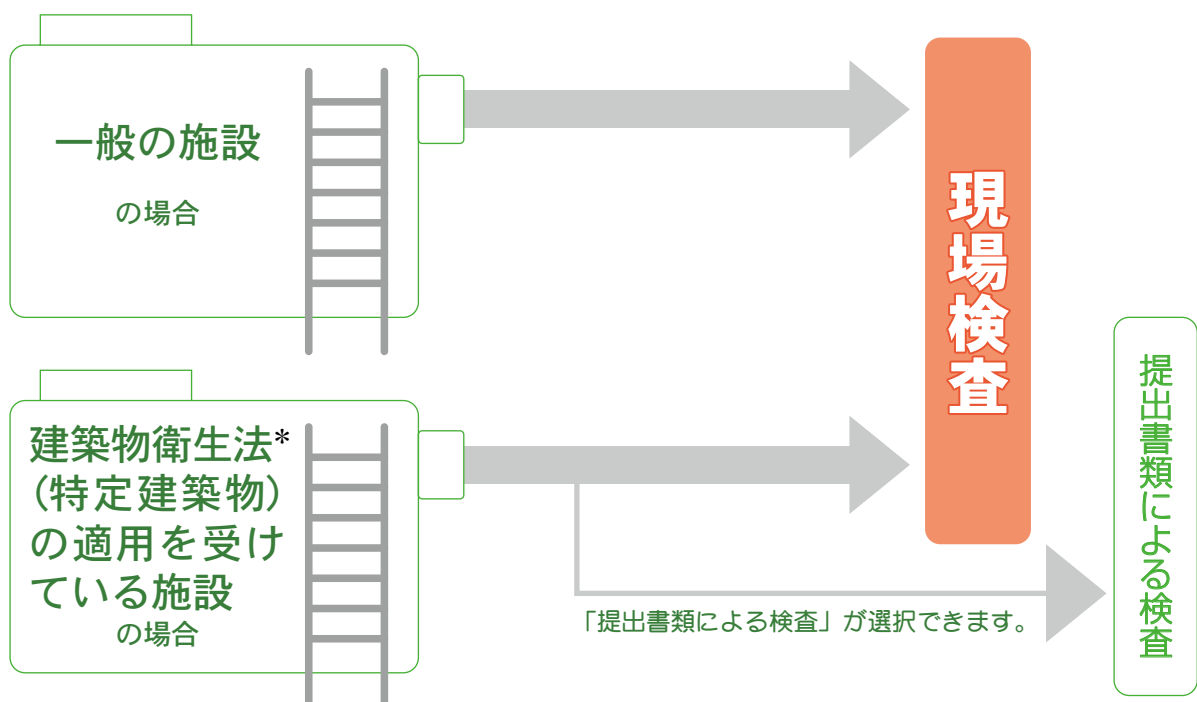 一般の施設
の場合
現場検査
建築物衛生法*
(特定建築物)
の適用を受け
ている施設
の場合
「提出書類による検査」が選択できます。
提出書類による検査